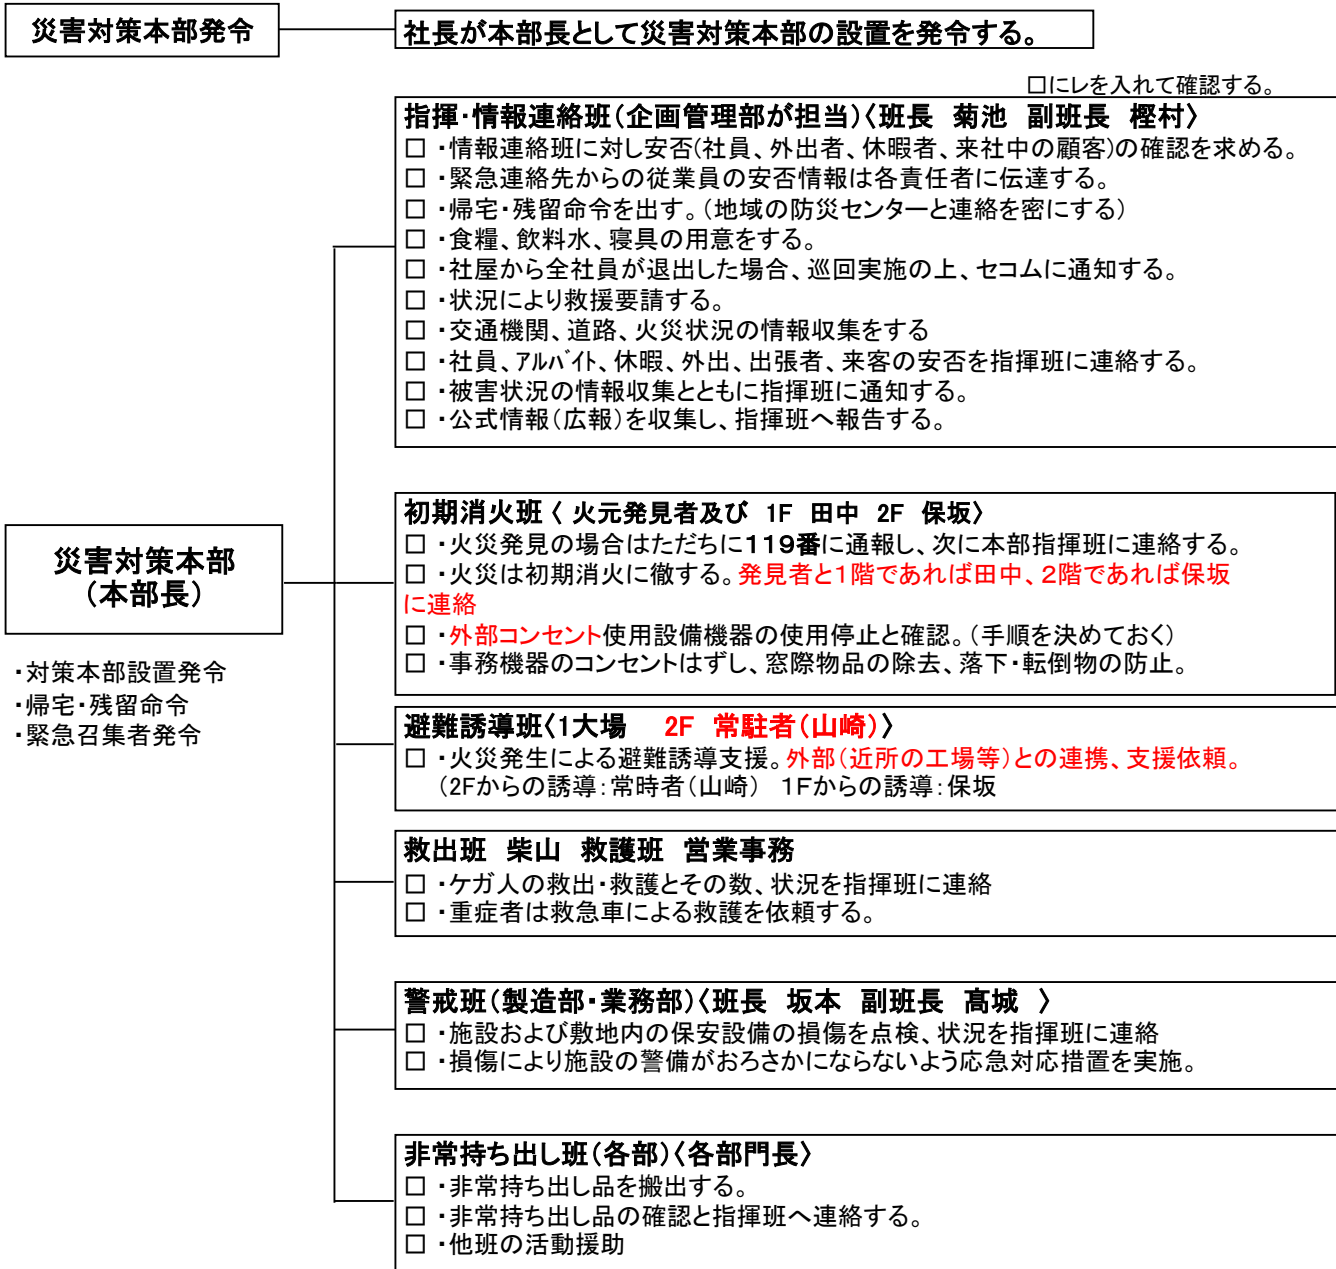 災害対策本部発令
社長が本部長として災害対策本部の設置を発令する。
□にレを入れて確認する。
指揮・情報連絡班(企画管理部が担当)〈班長　菊池　副班長　樫村〉
□ ・情報連絡班に対し安否(社員、外出者、休暇者、来社中の顧客)の確認を求める。
□ ・緊急連絡先からの従業員の安否情報は各責任者に伝達する。
□ ・帰宅・残留命令を出す。(地域の防災センターと連絡を密にする)
□ ・食糧、飲料水、寝具の用意をする。
□ ・社屋から全社員が退出した場合、巡回実施の上、セコムに通知する。
□ ・状況により救援要請する。
□ ・交通機関、道路、火災状況の情報収集をする
□ ・社員、ｱﾙﾊﾞｲﾄ、休暇、外出、出張者、来客の安否を指揮班に連絡する。
□ ・被害状況の情報収集とともに指揮班に通知する。
□ ・公式情報(広報)を収集し、指揮班へ報告する。
初期消火班〈 火元発見者及び　1F　田中　2F　保坂〉
□ ・火災発見の場合はただちに119番に通報し、次に本部指揮班に連絡する。
□ ・火災は初期消火に徹する。発見者と1階であれば田中、2階であれば保坂
に連絡
□ ・外部コンセント使用設備機器の使用停止と確認。(手順を決めておく)
□ ・事務機器のコンセントはずし、窓際物品の除去、落下・転倒物の防止。
災害対策本部
(本部長)
・対策本部設置発令
・帰宅・残留命令
・緊急召集者発令
避難誘導班〈1大場　2F　常駐者(山崎)〉
□ ・火災発生による避難誘導支援。外部(近所の工場等)との連携、支援依頼。
(2Fからの誘導：常時者(山崎)　1Fからの誘導：保坂
救出班　柴山　救護班　営業事務
□ ・ケガ人の救出・救護とその数、状況を指揮班に連絡
□ ・重症者は救急車による救護を依頼する。
警戒班(製造部・業務部)〈班長　坂本　副班長　髙城　〉
□ ・施設および敷地内の保安設備の損傷を点検、状況を指揮班に連絡
□ ・損傷により施設の警備がおろさかにならないよう応急対応措置を実施。
非常持ち出し班(各部)〈各部門長〉
□ ・非常持ち出し品を搬出する。
□ ・非常持ち出し品の確認と指揮班へ連絡する。
□ ・他班の活動援助